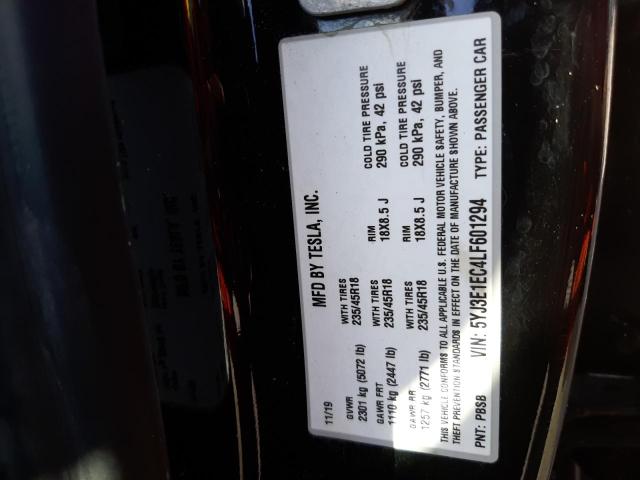 MFD BY TESLA, INC.
11/19
GVWR WITH TIRES RIM COLD TIRE PRESSURE
2301 kg (5072 lb) 235/45R18 18X8.5 J 290 kPa, 42 psi
GAWR FRT WITH TIRES RIM COLD TIRE PRESSURE
1110 kg (2447 lb) 235/45R18 18X8.5 J 290 kPa, 42 psi
GAWR RR WITH TIRES
1257 kg (2771 lb) 235/45R18
THIS VEHICLE CONFORMS TO ALL APPLICABLE U.S. FEDERAL MOTOR VEHICLE SAFETY, BUMPER, AND
THEFT PREVENTION STANDARDS IN EFFECT ON THE DATE OF MANUFACTURE SHOWN ABOVE.
PNT: PBSB VIN: 5YJ3E1EC4LF601294 TYPE: PASSENGER CAR